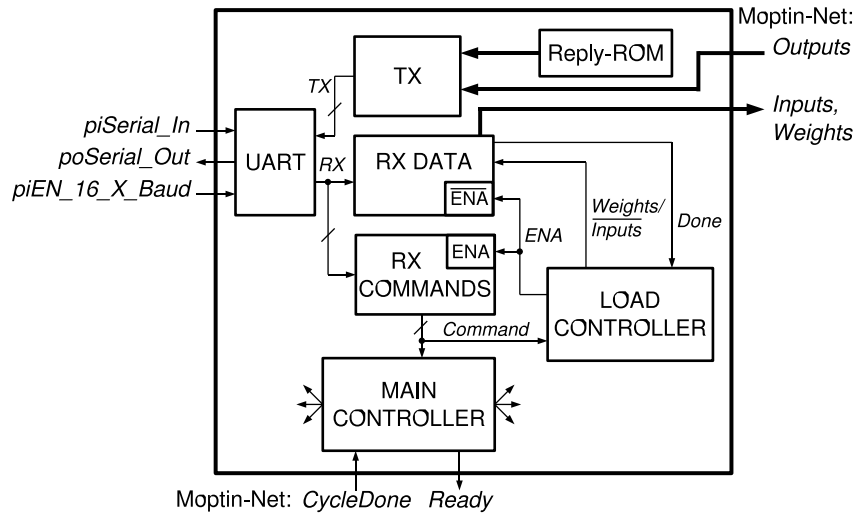 Moptin-Net:
Reply-ROM
Outputs
TX
TX
piSerial_In
Inputs,
Weights
poSerial_Out
UART
RX
RX DATA
piEN_16_X_Baud
ENA
Weights/
Inputs
Done
ENA
ENA
RX
COMMANDS
LOAD
CONTROLLER
Command
MAIN
CONTROLLER
Moptin-Net: CycleDone Ready